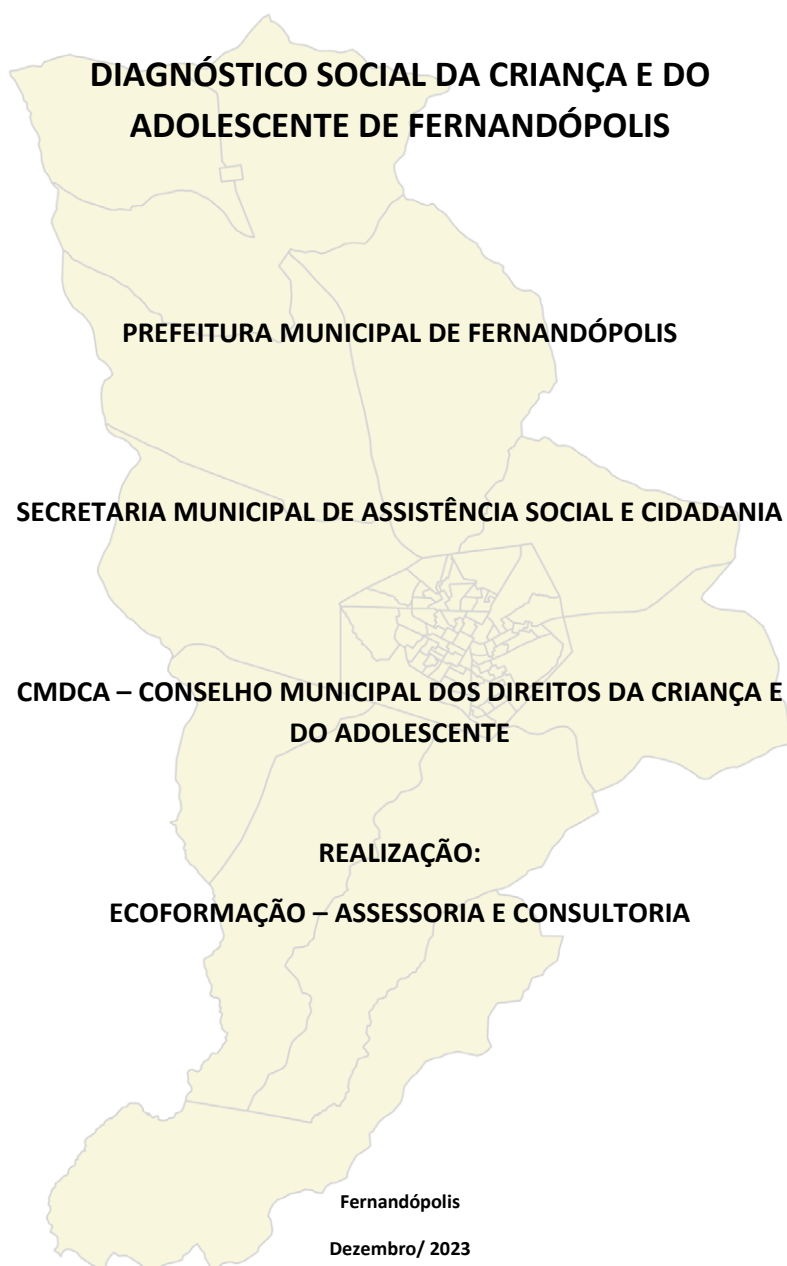 DIAGNÓSTICO SOCIAL DA CRIANÇA E DO
ADOLESCENTE DE FERNANDÓPOLIS
PREFEITURA MUNICIPAL DE FERNANDÓPOLIS
SECRETARIA MUNICIPAL DE ASSISTÊNCIA SOCIAL E CIDADANIA
CMDCA – CONSELHO MUNICIPAL DOS DIREITOS DA CRIANÇA E
DO ADOLESCENTE
REALIZAÇÃO:
ECOFORMAÇÃO – ASSESSORIA E CONSULTORIA
Fernandópolis
Dezembro/ 2023